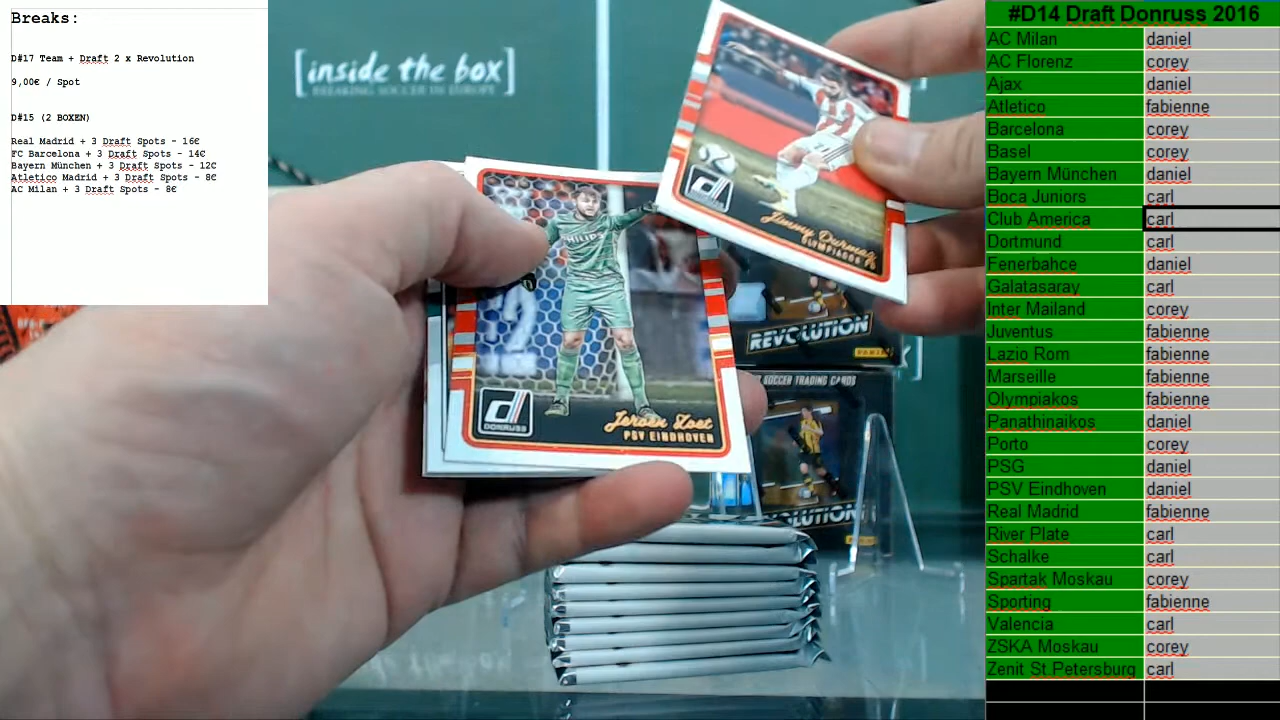 Breaks:
D#17 Team + Draft 2 x Revolution
9,00€ / Spot
D#15 (2 BOXEN)
Real Madrid + 3 Draft Spots - 16€
FC Barcelona + 3 Draft Spots - 14€
Bayern München + 3 Draft Spots - 12€
Atletico Madrid + 3 Draft Spots - 8€
AC Milan + 3 Draft Spots - 8€
[inside the box]
BREAKING SOCCER IN EUROPE
Jimmy Durmaz
OLYMPIACOS FC
PHILIPS
DONRUSS
Jeroen Zoet
PSV EINDHOVEN
REVOLUTION
PANINI
SOCCER TRADING CARDS
#D14 Draft Donruss 2016
AC Milan daniel
AC Florenz corey
Ajax daniel
Atletico fabienne
Barcelona corey
Basel corey
Bayern München daniel
Boca Juniors carl
Club America carl
Dortmund carl
Fenerbahce daniel
Galatasaray carl
Inter Mailand corey
Juventus fabienne
Lazio Rom fabienne
Marseille fabienne
Olympiakos fabienne
Panathinaikos daniel
Porto corey
PSG daniel
PSV Eindhoven daniel
Real Madrid fabienne
River Plate carl
Schalke carl
Spartak Moskau corey
Sporting fabienne
Valencia carl
ZSKA Moskau corey
Zenit St.Petersburg carl